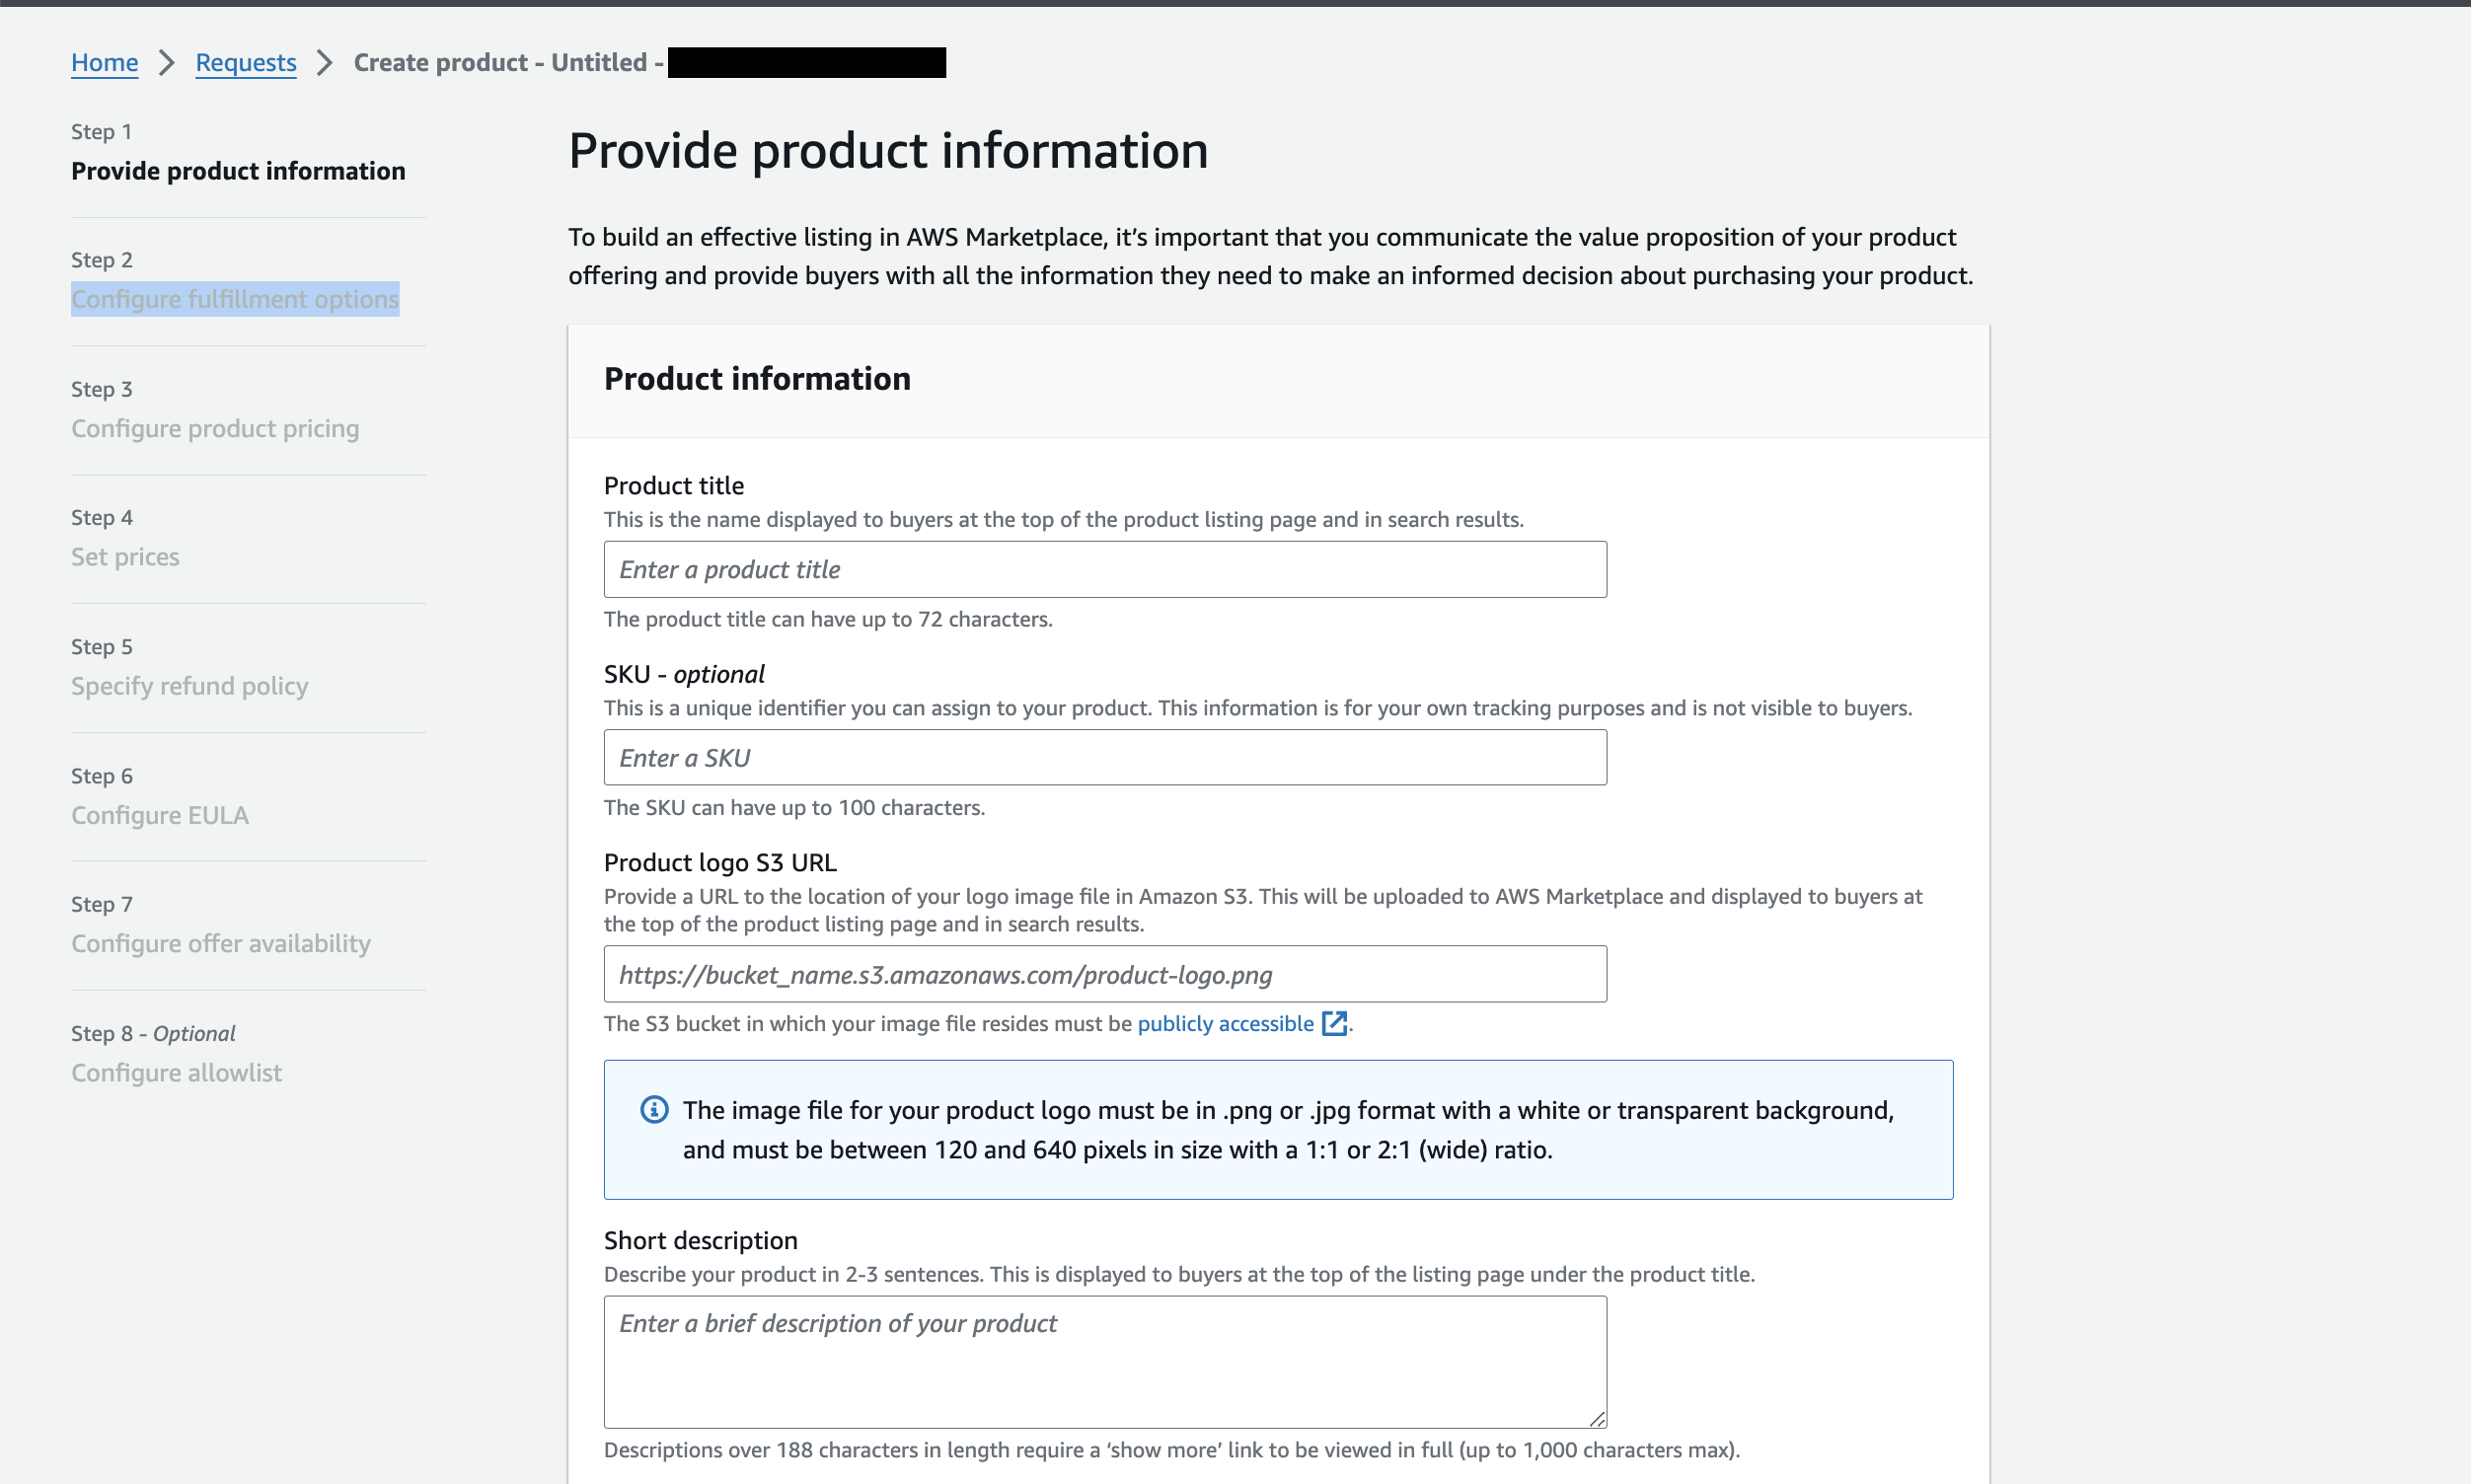 Home > Requests > Create product - Untitled -
Step 1
Provide product information
Step 2
Configure fulfillment options
Step 3
Configure product pricing
Step 4
Set prices
Step 5
Specify refund policy
Step 6
Configure EULA
Step 7
Configure offer availability
Step 8 - Optional
Configure allowlist
Provide product information
To build an effective listing in AWS Marketplace, it’s important that you communicate the value proposition of your product
offering and provide buyers with all the information they need to make an informed decision about purchasing your product.
Product information
Product title
This is the name displayed to buyers at the top of the product listing page and in search results.
Enter a product title
The product title can have up to 72 characters.
SKU - optional
This is a unique identifier you can assign to your product. This information is for your own tracking purposes and is not visible to buyers.
Enter a SKU
The SKU can have up to 100 characters.
Product logo S3 URL
Provide a URL to the location of your logo image file in Amazon S3. This will be uploaded to AWS Marketplace and displayed to buyers at
the top of the product listing page and in search results.
https://bucket_name.s3.amazonaws.com/product-logo.png
The S3 bucket in which your image file resides must be publicly accessible .
The image file for your product logo must be in .png or .jpg format with a white or transparent background,
and must be between 120 and 640 pixels in size with a 1:1 or 2:1 (wide) ratio.
Short description
Describe your product in 2-3 sentences. This is displayed to buyers at the top of the listing page under the product title.
Enter a brief description of your product
Descriptions over 188 characters in length require a ‘show more’ link to be viewed in full (up to 1,000 characters max).